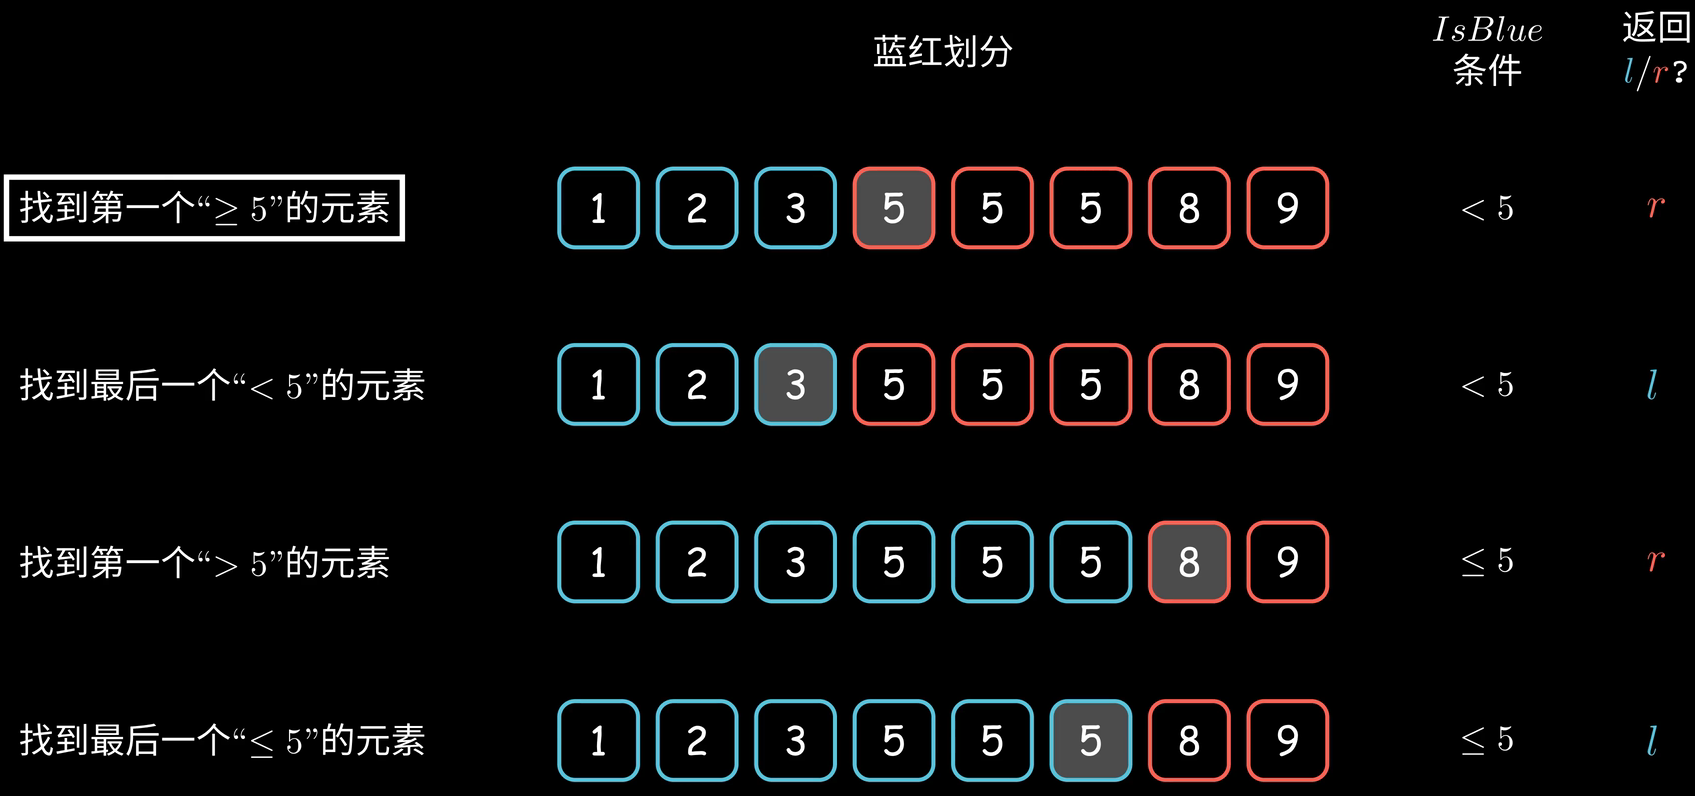 蓝红划分
IsBlue
条件
返回
l/r?
找到第一个“≥ 5”的元素
1 2 3 5 5 5 8 9
< 5
r
找到最后一个“< 5”的元素
1 2 3 5 5 5 8 9
< 5
l
找到第一个“> 5”的元素
1 2 3 5 5 5 8 9
≤ 5
r
找到最后一个“≤ 5”的元素
1 2 3 5 5 5 8 9
≤ 5
l